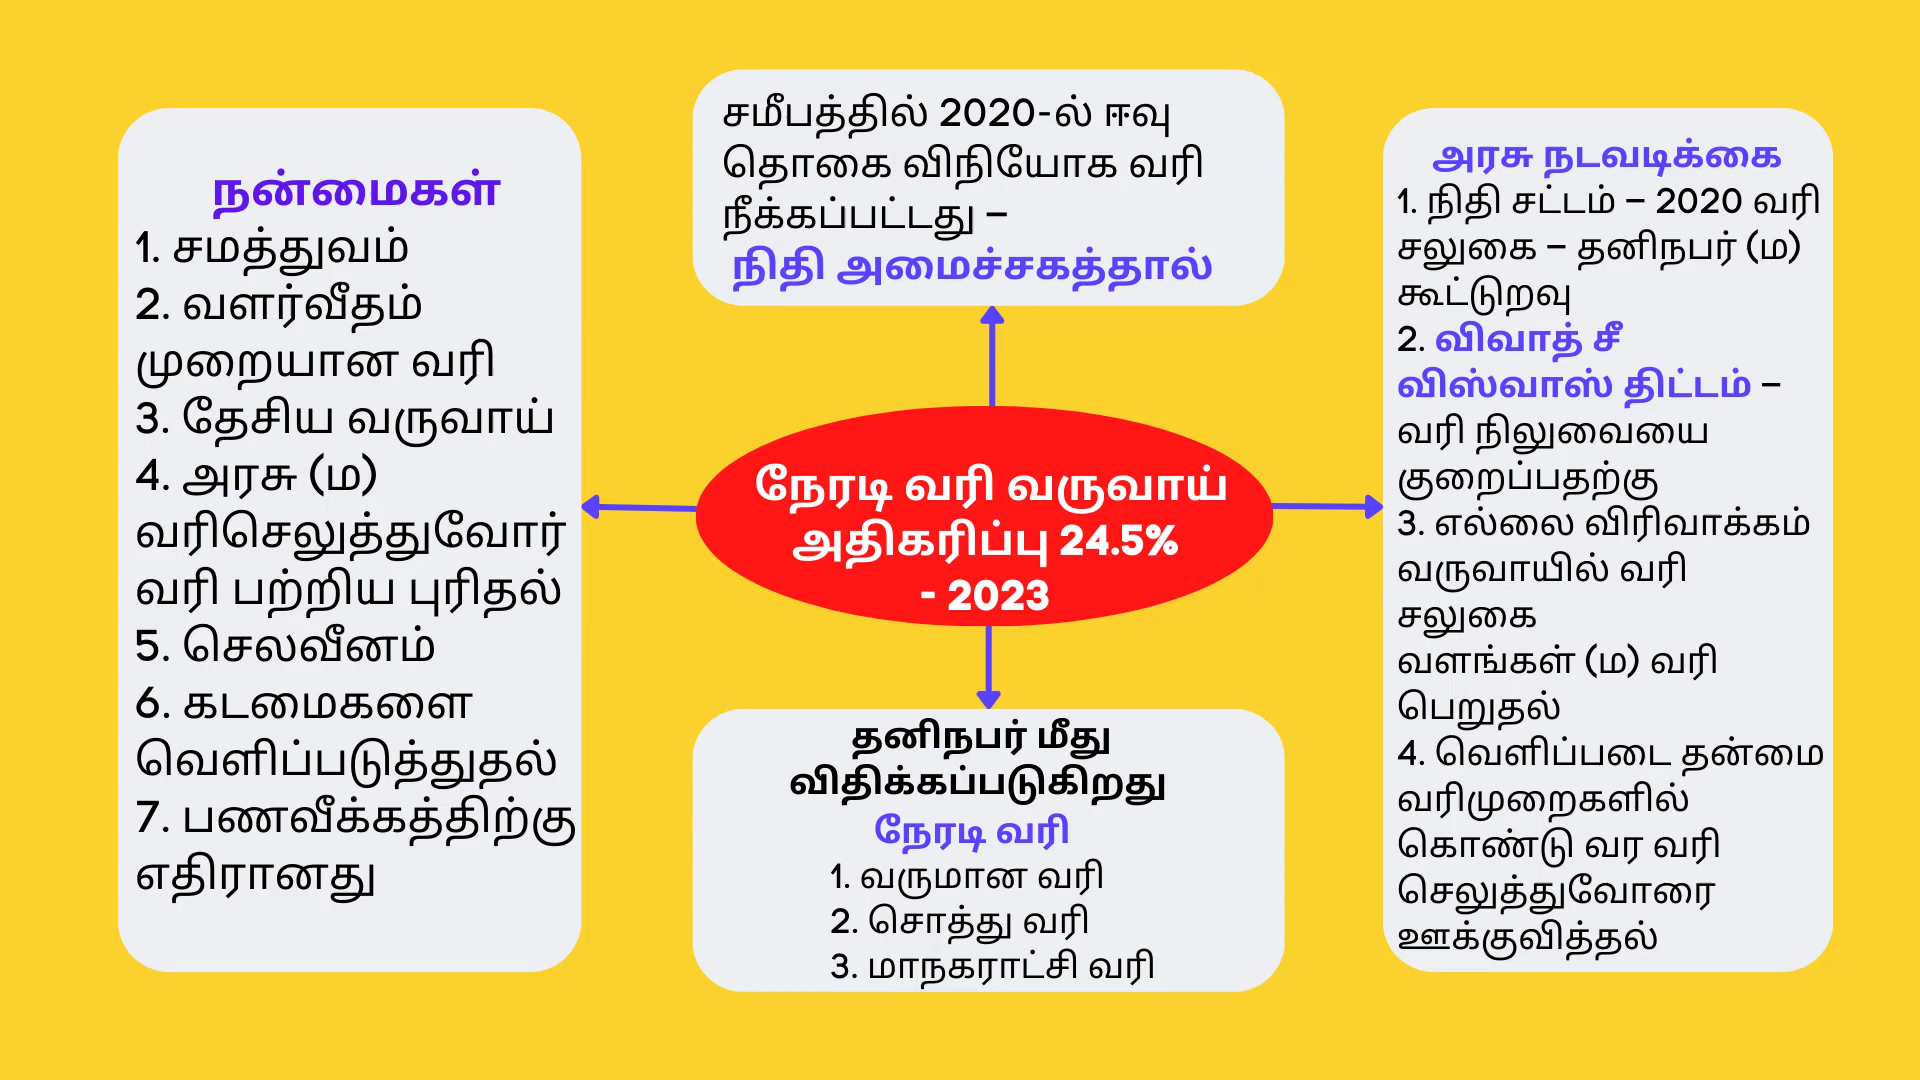 நன்மைகள்
1. சமத்துவம்
2. வளர்வீதம்
முறையான வரி
3. தேசிய வருவாய்
4. அரசு (ம)
வரிசெலுத்துவோர்
வரி பற்றிய புரிதல்
5. செலவீனம்
6. கடமைகளை
வெளிப்படுத்துதல்
7. பணவீக்கத்திற்கு
எதிரானது
சமீபத்தில் 2020-ல் ஈவு
தொகை விநியோக வரி
நீக்கப்பட்டது –
நிதி அமைச்சகத்தால்
நேரடி வரி வருவாய்
அதிகரிப்பு 24.5%
- 2023
தனிநபர் மீது
விதிக்கப்படுகிறது
நேரடி வரி
1. வருமான வரி
2. சொத்து வரி
3. மாநகராட்சி வரி
அரசு நடவடிக்கை
1. நிதி சட்டம் – 2020 வரி
சலுகை – தனிநபர் (ம)
கூட்டுறவு
2. விவாத் சீ
விஸ்வாஸ் திட்டம் –
வரி நிலுவையை
குறைப்பதற்கு
3. எல்லை விரிவாக்கம்
வருவாயில் வரி
சலுகை
வளங்கள் (ம) வரி
பெறுதல்
4. வெளிப்படை தன்மை
வரிமுறைகளில்
கொண்டு வர வரி
செலுத்துவோரை
ஊக்குவித்தல்